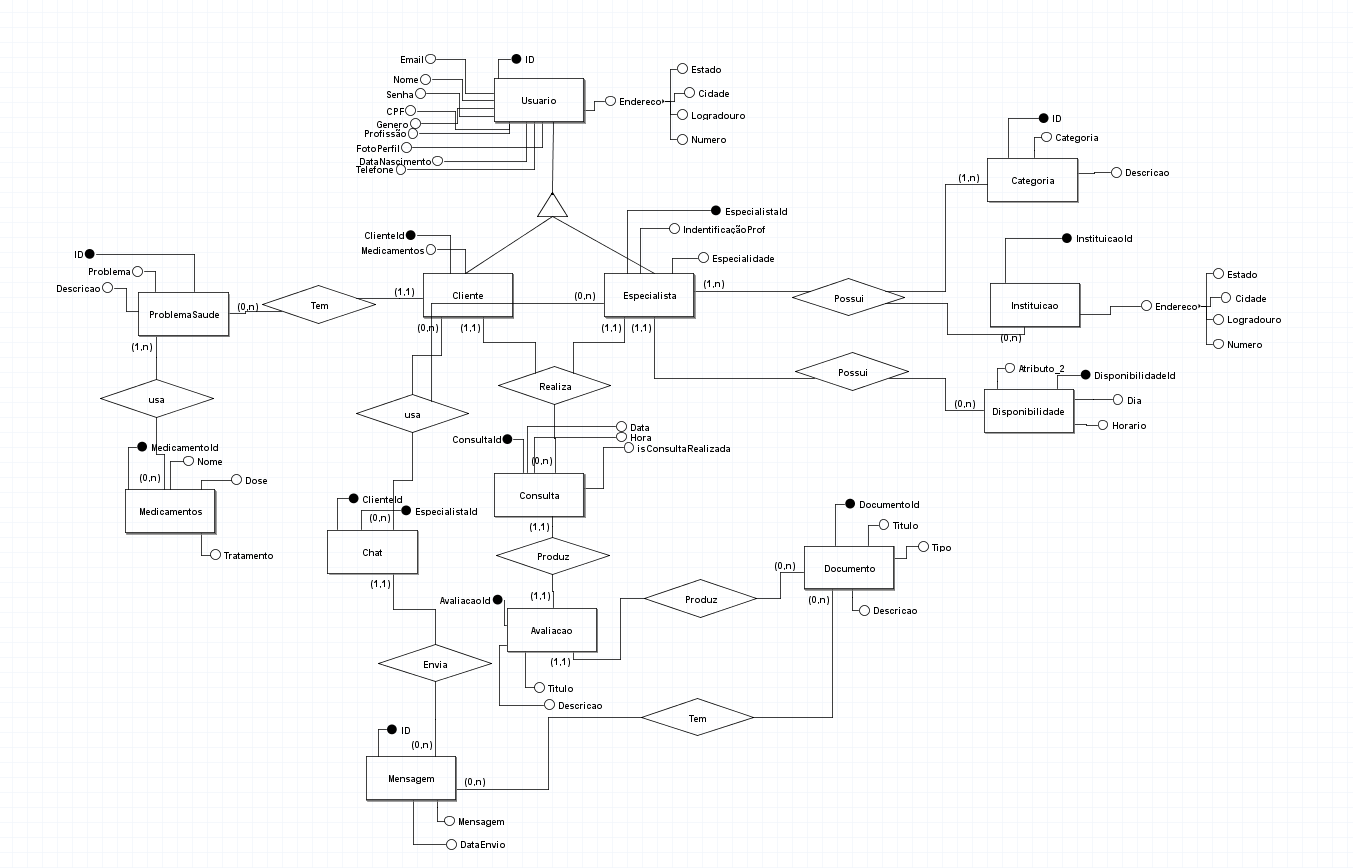 Email
ID
Nome
Senha
CPF
Genero
Profissão
FotoPerfil
DataNascimento
Telefone
Usuario
Endereco
Estado
Cidade
Logradouro
Numero
ID
Categoria
Categoria
Descricao
(1,n)
EspecialistaId
IndentificaçãoProf
Especialidade
ClienteId
Medicamentos
ID
Problema
Descricao
ProblemaSaude
(0,n)
Tem
(1,1)
Cliente
(0,n)
Especialista
(1,n)
Possui
InstituicaoId
Instituicao
(0,n)
Endereco
Estado
Cidade
Logradouro
Numero
(1,n)
(0,n)
(1,1)
(1,1)
(1,1)
usa
usa
Realiza
Possui
(0,n)
Atributo_2
DisponibilidadeId
Disponibilidade
Dia
Horario
MedicamentoId
Nome
(0,n)
Dose
Medicamentos
Tratamento
ConsultaId
Data
Hora
isConsultaRealizada
(0,n)
Consulta
(1,1)
ClienteId
EspecialistaId
(0,n)
Chat
(1,1)
Produz
(1,1)
AvaliacaoId
Avaliacao
(1,1)
Titulo
Descricao
Produz
(0,n)
DocumentoId
Titulo
Tipo
Documento
(0,n)
Descricao
Envia
Tem
ID
(0,n)
Mensagem
(0,n)
Mensagem
DataEnvio